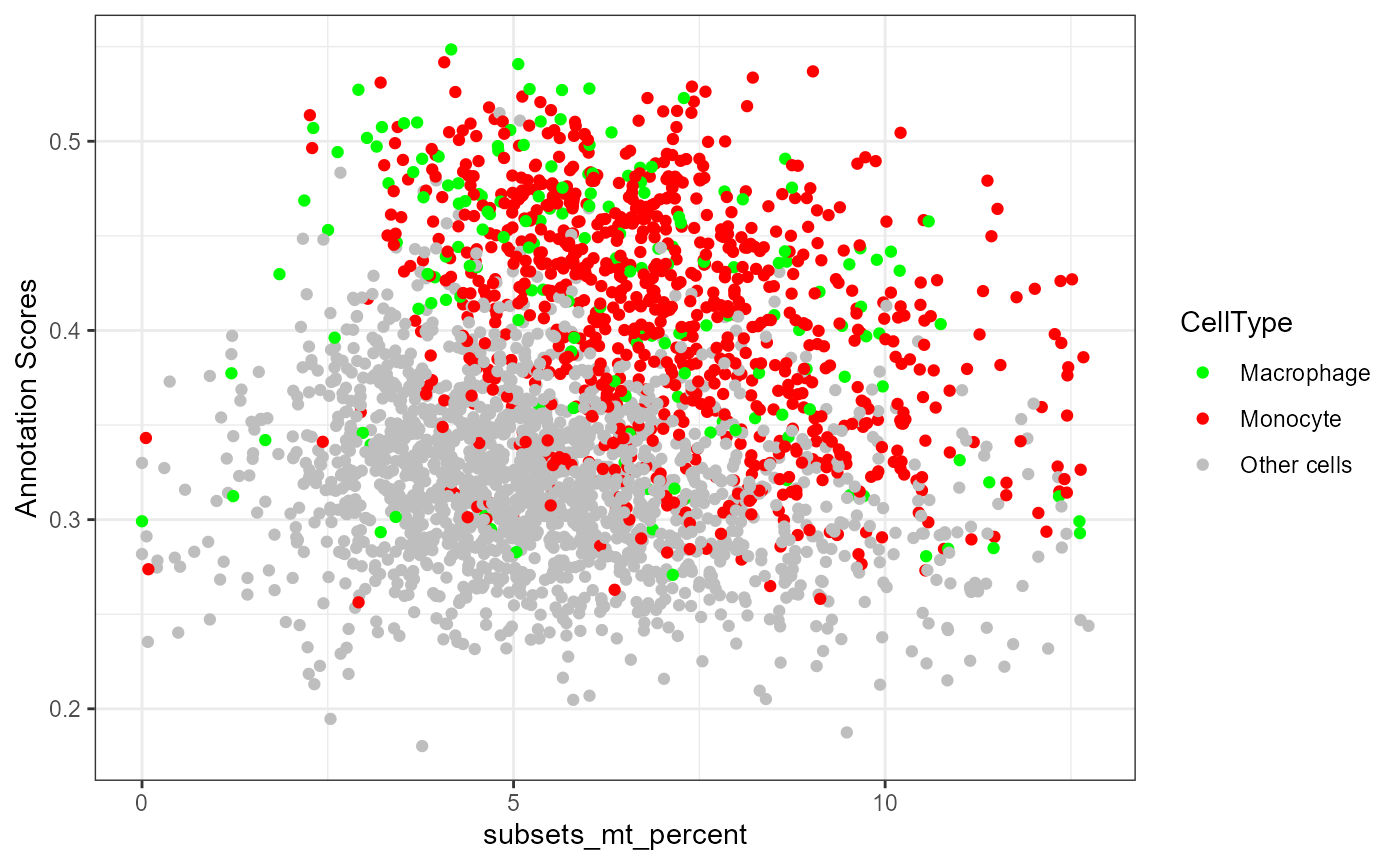 0.5
0.4
0.3
0.2
Annotation Scores
0
5
10
subsets_mt_percent
CellType
Macrophage
Monocyte
Other cells